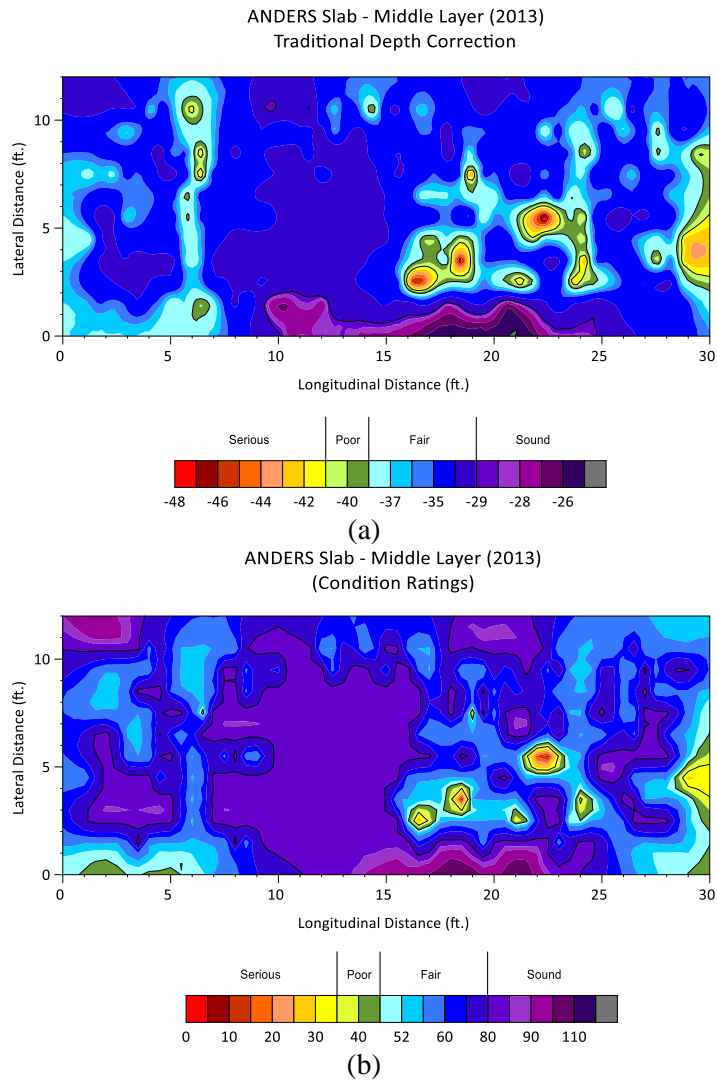 ANDERS Slab - Middle Layer (2013)
Traditional Depth Correction
Lateral Distance (ft.)
10
5
0
0 5 10 15 20 25 30
Longitudinal Distance (ft.)
Serious Poor Fair Sound
-48 -46 -44 -42 -40 -37 -35 -29 -28 -26
(a)
ANDERS Slab - Middle Layer (2013)
(Condition Ratings)
Lateral Distance (ft.)
10
5
0
0 5 10 15 20 25 30
Longitudinal Distance (ft.)
Serious Poor Fair Sound
0 10 20 30 40 52 60 80 90 110
(b)